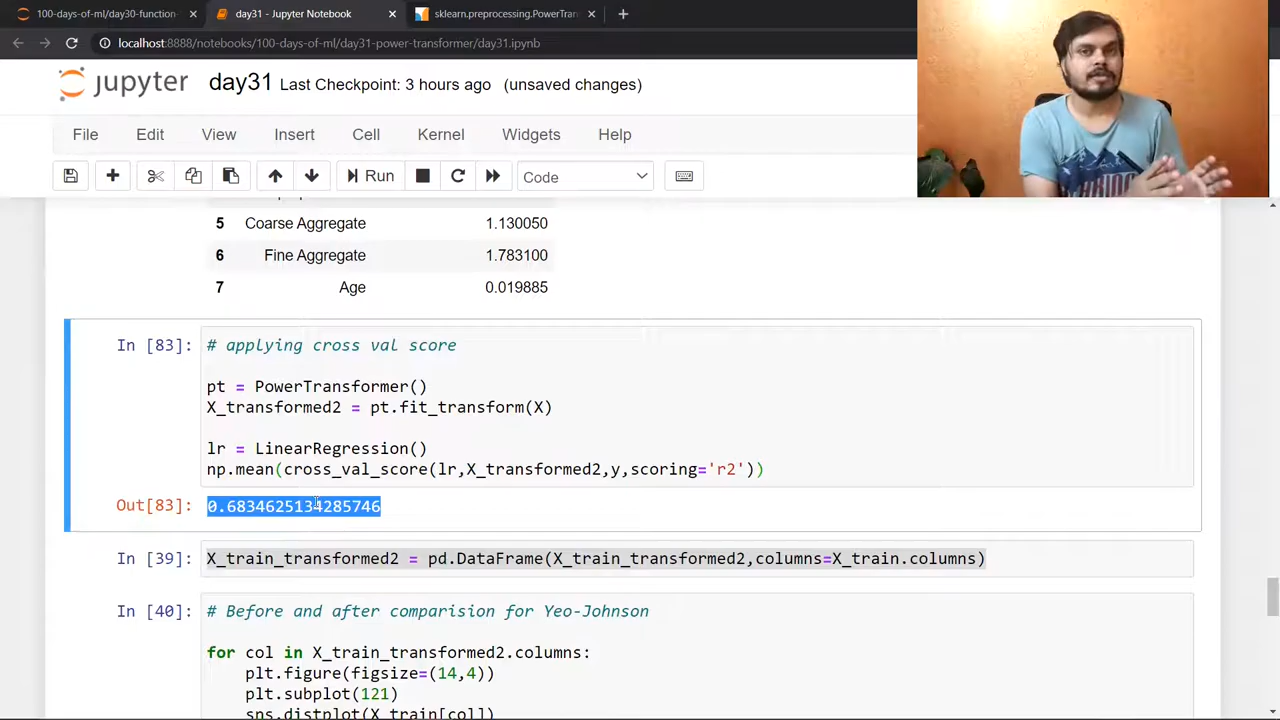 100-days-of-ml/day30-function-
day31 - Jupyter Notebook
sklearn.preprocessing.PowerTran
localhost:8888/notebooks/100-days-of-ml/day31-power-transformer/day31.ipynb
jupyter day31 Last Checkpoint: 3 hours ago (unsaved changes)
File Edit View Insert Cell Kernel Widgets Help
Run Code
5 Coarse Aggregate 1.130050
6 Fine Aggregate 1.783100
7 Age 0.019885
In [83]: # applying cross val score
pt = PowerTransformer()
X_transformed2 = pt.fit_transform(X)
lr = LinearRegression()
np.mean(cross_val_score(lr,X_transformed2,y,scoring='r2'))
Out[83]: 0.6834625134285746
In [39]: X_train_transformed2 = pd.DataFrame(X_train_transformed2,columns=X_train.columns)
In [40]: # Before and after comparision for Yeo-Johnson
for col in X_train_transformed2.columns:
plt.figure(figsize=(14,4))
plt.subplot(121)
sns.distplot(X_train[col])